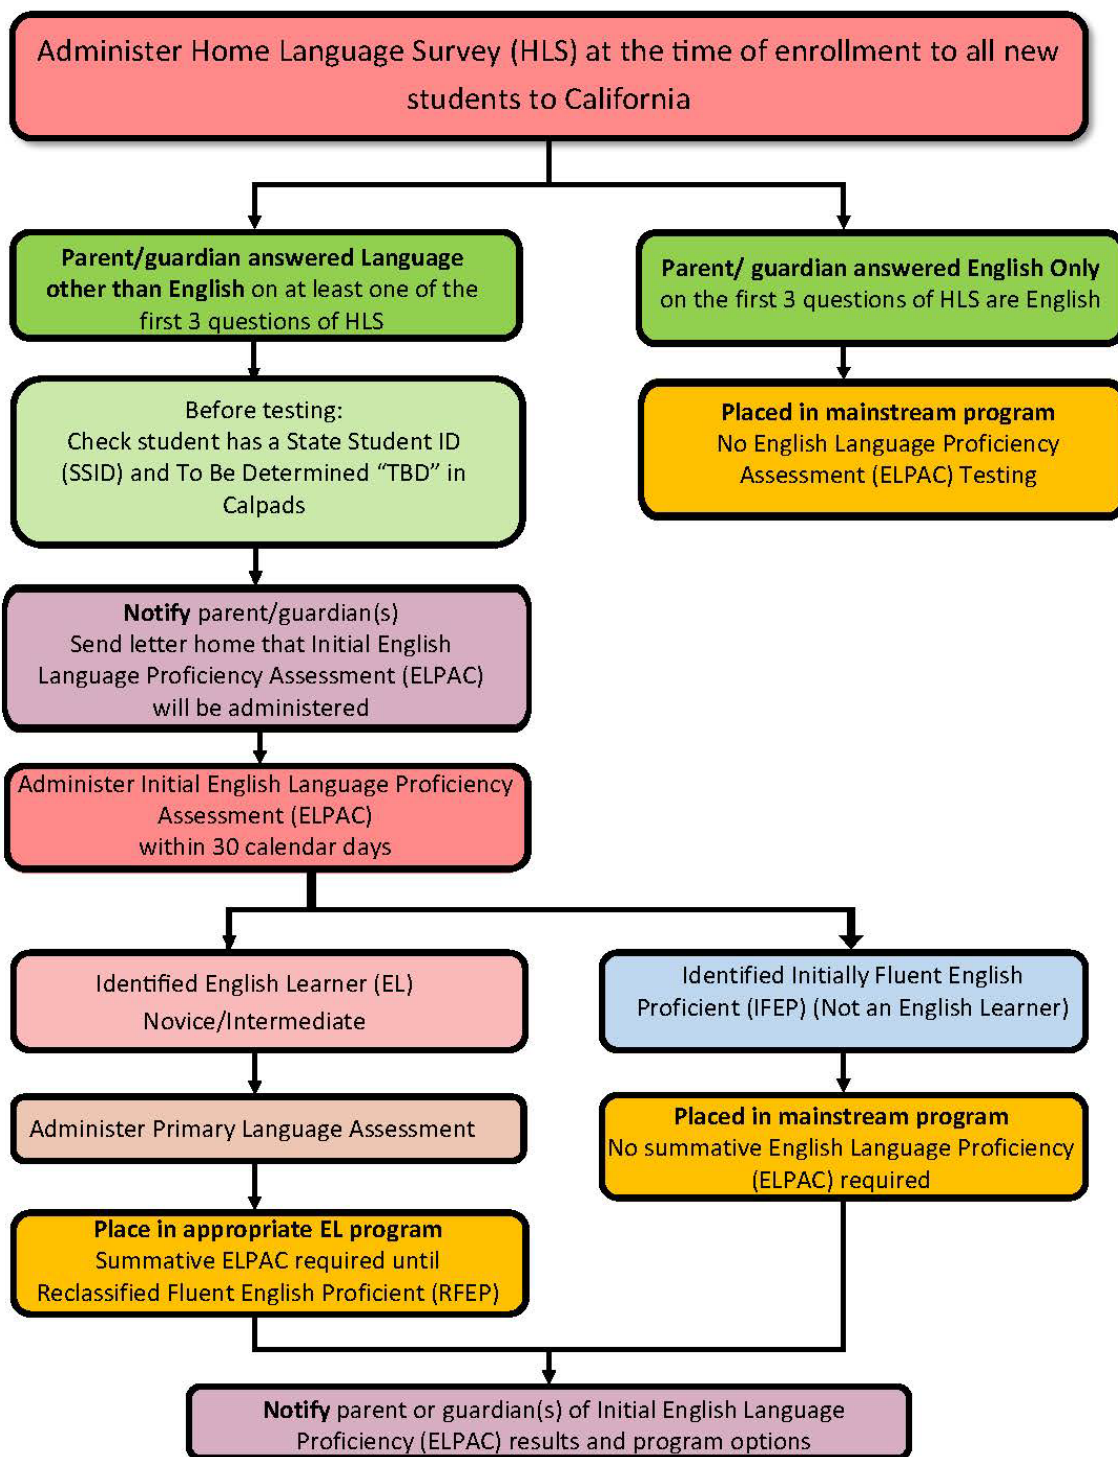 Administer Home Language Survey (HLS) at the time of enrollment to all new
students to California
Parent/guardian answered Language
other than English on at least one of the
first 3 questions of HLS
Parent/ guardian answered English Only
on the first 3 questions of HLS are English
Before testing:
Check student has a State Student ID
(SSID) and To Be Determined “TBD” in
Calpads
Placed in mainstream program
No English Language Proficiency
Assessment (ELPAC) Testing
Notify parent/guardian(s)
Send letter home that Initial English
Language Proficiency Assessment (ELPAC)
will be administered
Administer Initial English Language Proficiency
Assessment (ELPAC)
within 30 calendar days
Identified English Learner (EL)
Novice/Intermediate
Identified Initially Fluent English
Proficient (IFEP) (Not an English Learner)
Administer Primary Language Assessment
Placed in mainstream program
No summative English Language Proficiency
(ELPAC) required
Place in appropriate EL program
Summative ELPAC required until
Reclassified Fluent English Proficient (RFEP)
Notify parent or guardian(s) of Initial English Language
Proficiency (ELPAC) results and program options